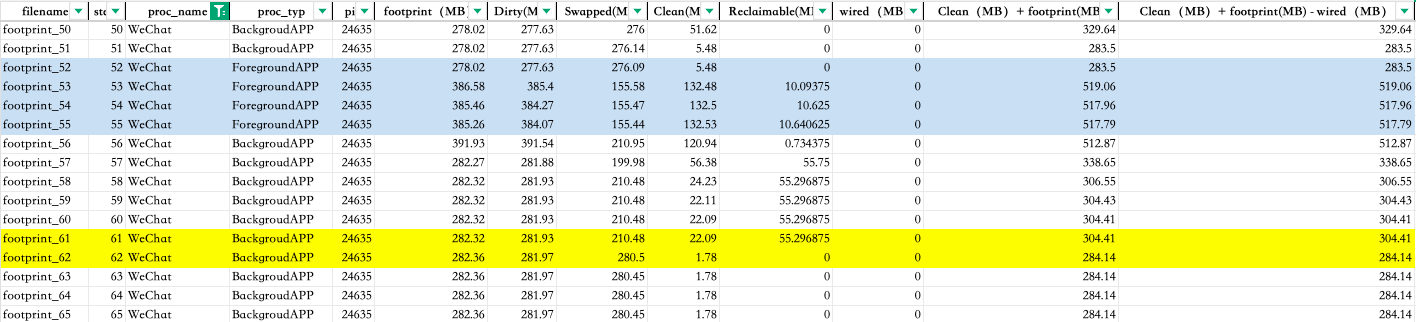 filename ste proc_name proc_typ pi footprint (MB) Dirty(M Swapped(M Clean(M Reclaimable(M wired (MB Clean (MB) + footprint(MB Clean (MB) + footprint(MB) - wired (MB)
footprint_50 50 WeChat BackgroudAPP 24635 278.02 277.63 276 51.62 0 0 329.64 329.64
footprint_51 51 WeChat BackgroudAPP 24635 278.02 277.63 276.14 5.48 0 0 283.5 283.5
footprint_52 52 WeChat ForegroundAPP 24635 278.02 277.63 276.09 5.48 0 0 283.5 283.5
footprint_53 53 WeChat ForegroundAPP 24635 386.58 385.4 155.58 132.48 10.09375 0 519.06 519.06
footprint_54 54 WeChat ForegroundAPP 24635 385.46 384.27 155.47 132.5 10.625 0 517.96 517.96
footprint_55 55 WeChat ForegroundAPP 24635 385.26 384.07 155.44 132.53 10.640625 0 517.79 517.79
footprint_56 56 WeChat BackgroudAPP 24635 391.93 391.54 210.95 120.94 0.734375 0 512.87 512.87
footprint_57 57 WeChat BackgroudAPP 24635 282.27 281.88 199.98 56.38 55.75 0 338.65 338.65
footprint_58 58 WeChat BackgroudAPP 24635 282.32 281.93 210.48 24.23 55.296875 0 306.55 306.55
footprint_59 59 WeChat BackgroudAPP 24635 282.32 281.93 210.48 22.11 55.296875 0 304.43 304.43
footprint_60 60 WeChat BackgroudAPP 24635 282.32 281.93 210.48 22.09 55.296875 0 304.41 304.41
footprint_61 61 WeChat BackgroudAPP 24635 282.32 281.93 210.48 22.09 55.296875 0 304.41 304.41
footprint_62 62 WeChat BackgroudAPP 24635 282.36 281.97 280.5 1.78 0 0 284.14 284.14
footprint_63 63 WeChat BackgroudAPP 24635 282.36 281.97 280.45 1.78 0 0 284.14 284.14
footprint_64 64 WeChat BackgroudAPP 24635 282.36 281.97 280.45 1.78 0 0 284.14 284.14
footprint_65 65 WeChat BackgroudAPP 24635 282.36 281.97 280.45 1.78 0 0 284.14 284.14